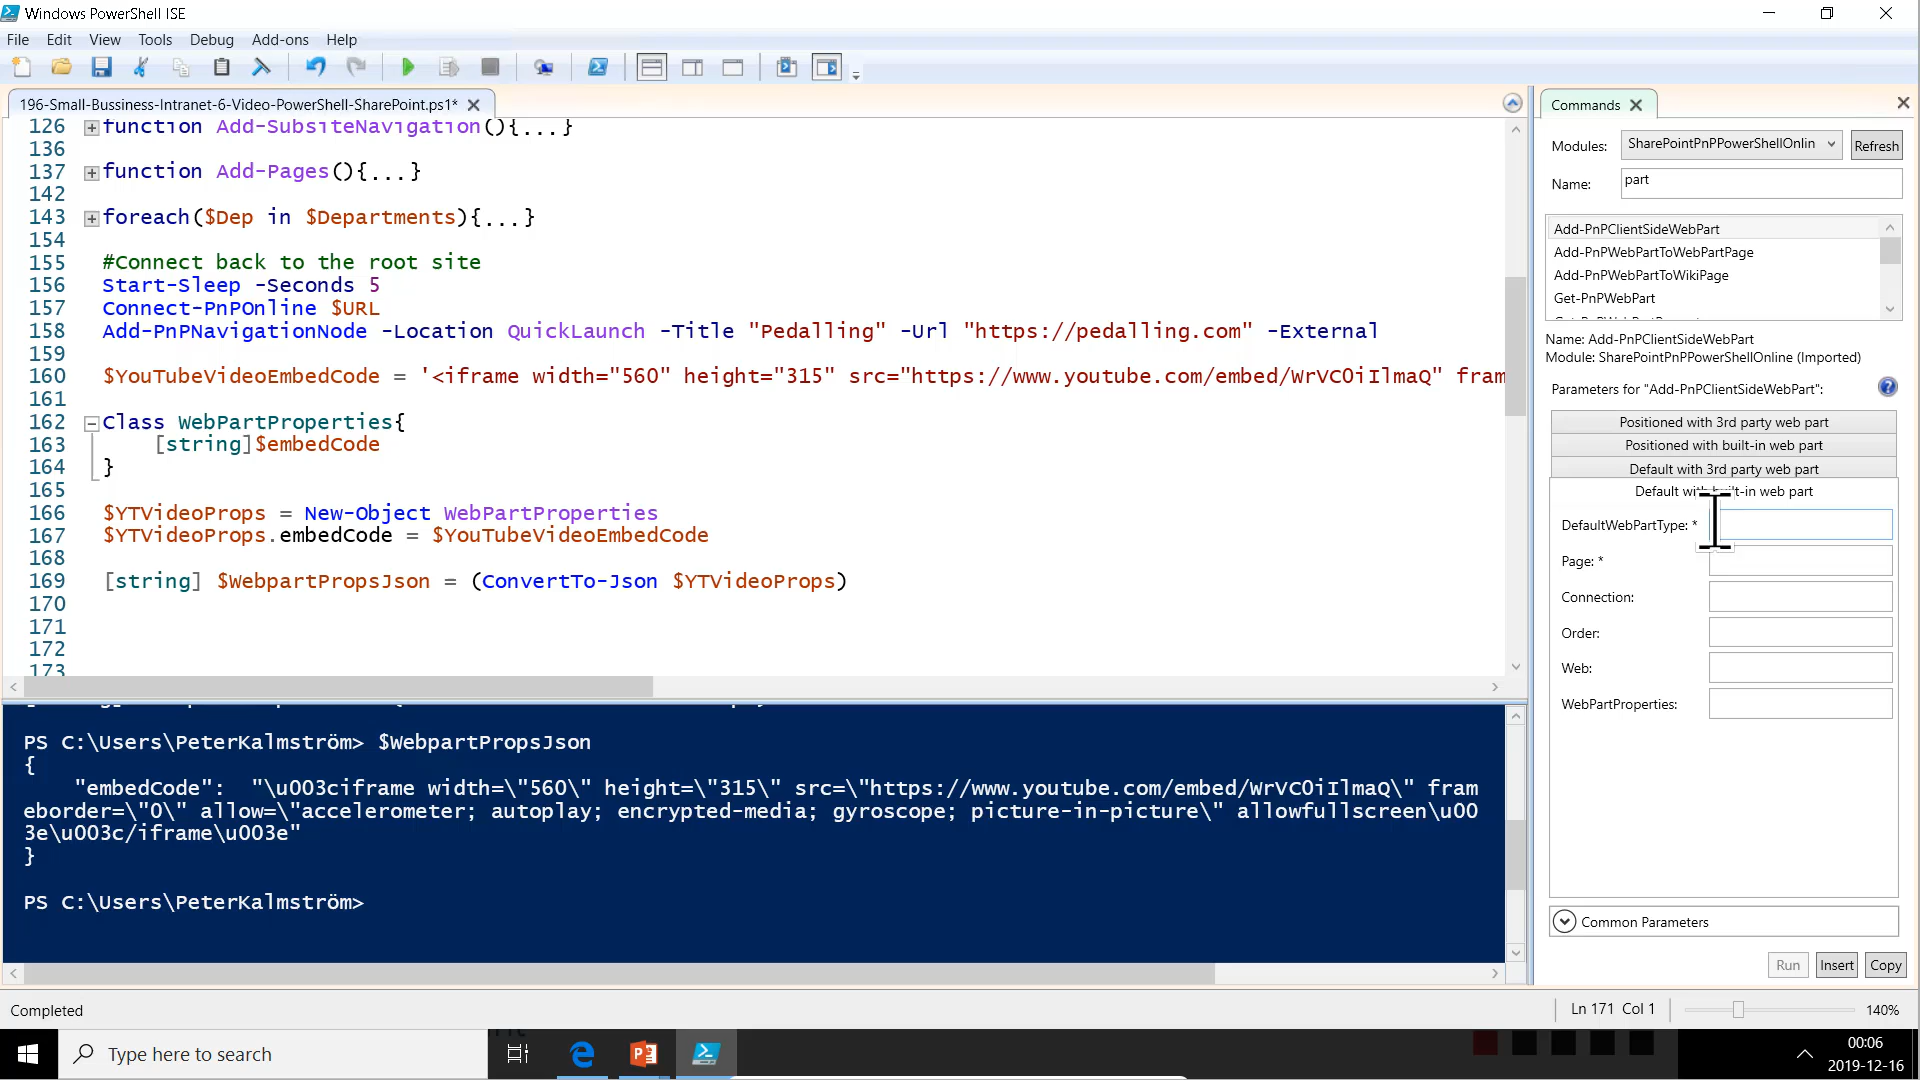 Windows PowerShell ISE
File Edit View Tools Debug Add-ons Help
196-Small-Bussiness-Intranet-6-Video-PowerShell-SharePoint.ps1*
126 function Add-SubsiteNavigation(){...}
136
137 function Add-Pages(){...}
142
143 foreach($Dep in $Departments){...}
154
155 #Connect back to the root site
156 Start-Sleep -Seconds 5
157 Connect-PnPOnline $URL
158 Add-PnPNavigationNode -Location QuickLaunch -Title "Pedalling" -Url "https://pedalling.com" -External
159
160 $YouTubeVideoEmbedCode = '<iframe width="560" height="315" src="https://www.youtube.com/embed/WrVCOiIlmaQ" fram
161
162 Class WebPartProperties{
163 [string]$embedCode
164 }
165
166 $YTVideoProps = New-Object WebPartProperties
167 $YTVideoProps.embedCode = $YouTubeVideoEmbedCode
168
169 [string] $WebpartPropsJson = (ConvertTo-Json $YTVideoProps)
170
171
172
173
PS C:\Users\PeterKalmström> $WebpartPropsJson
{
"embedCode": "\u003ciframe width=\"560\" height=\"315\" src=\"https://www.youtube.com/embed/WrVCOiIlmaQ\" fram
eborder=\"0\" allow=\"accelerometer; autoplay; encrypted-media; gyroscope; picture-in-picture\" allowfullscreen\u00
3e\u003c/iframe\u003e"
}
PS C:\Users\PeterKalmström>
Commands
Modules: SharePointPnPPowerShellOnlin Refresh
Name: part
Add-PnPClientSideWebPart
Add-PnPWebPartToWebPartPage
Add-PnPWebPartToWikiPage
Get-PnPWebPart
Name: Add-PnPClientSideWebPart
Module: SharePointPnPPowerShellOnline (Imported)
Parameters for "Add-PnPClientSideWebPart":
Positioned with 3rd party web part
Positioned with built-in web part
Default with 3rd party web part
Default with built-in web part
DefaultWebPartType: *
Page: *
Connection:
Order:
Web:
WebPartProperties:
Common Parameters
Run Insert Copy
Completed
Ln 171 Col 1
140%
Type here to search
00:06
2019-12-16